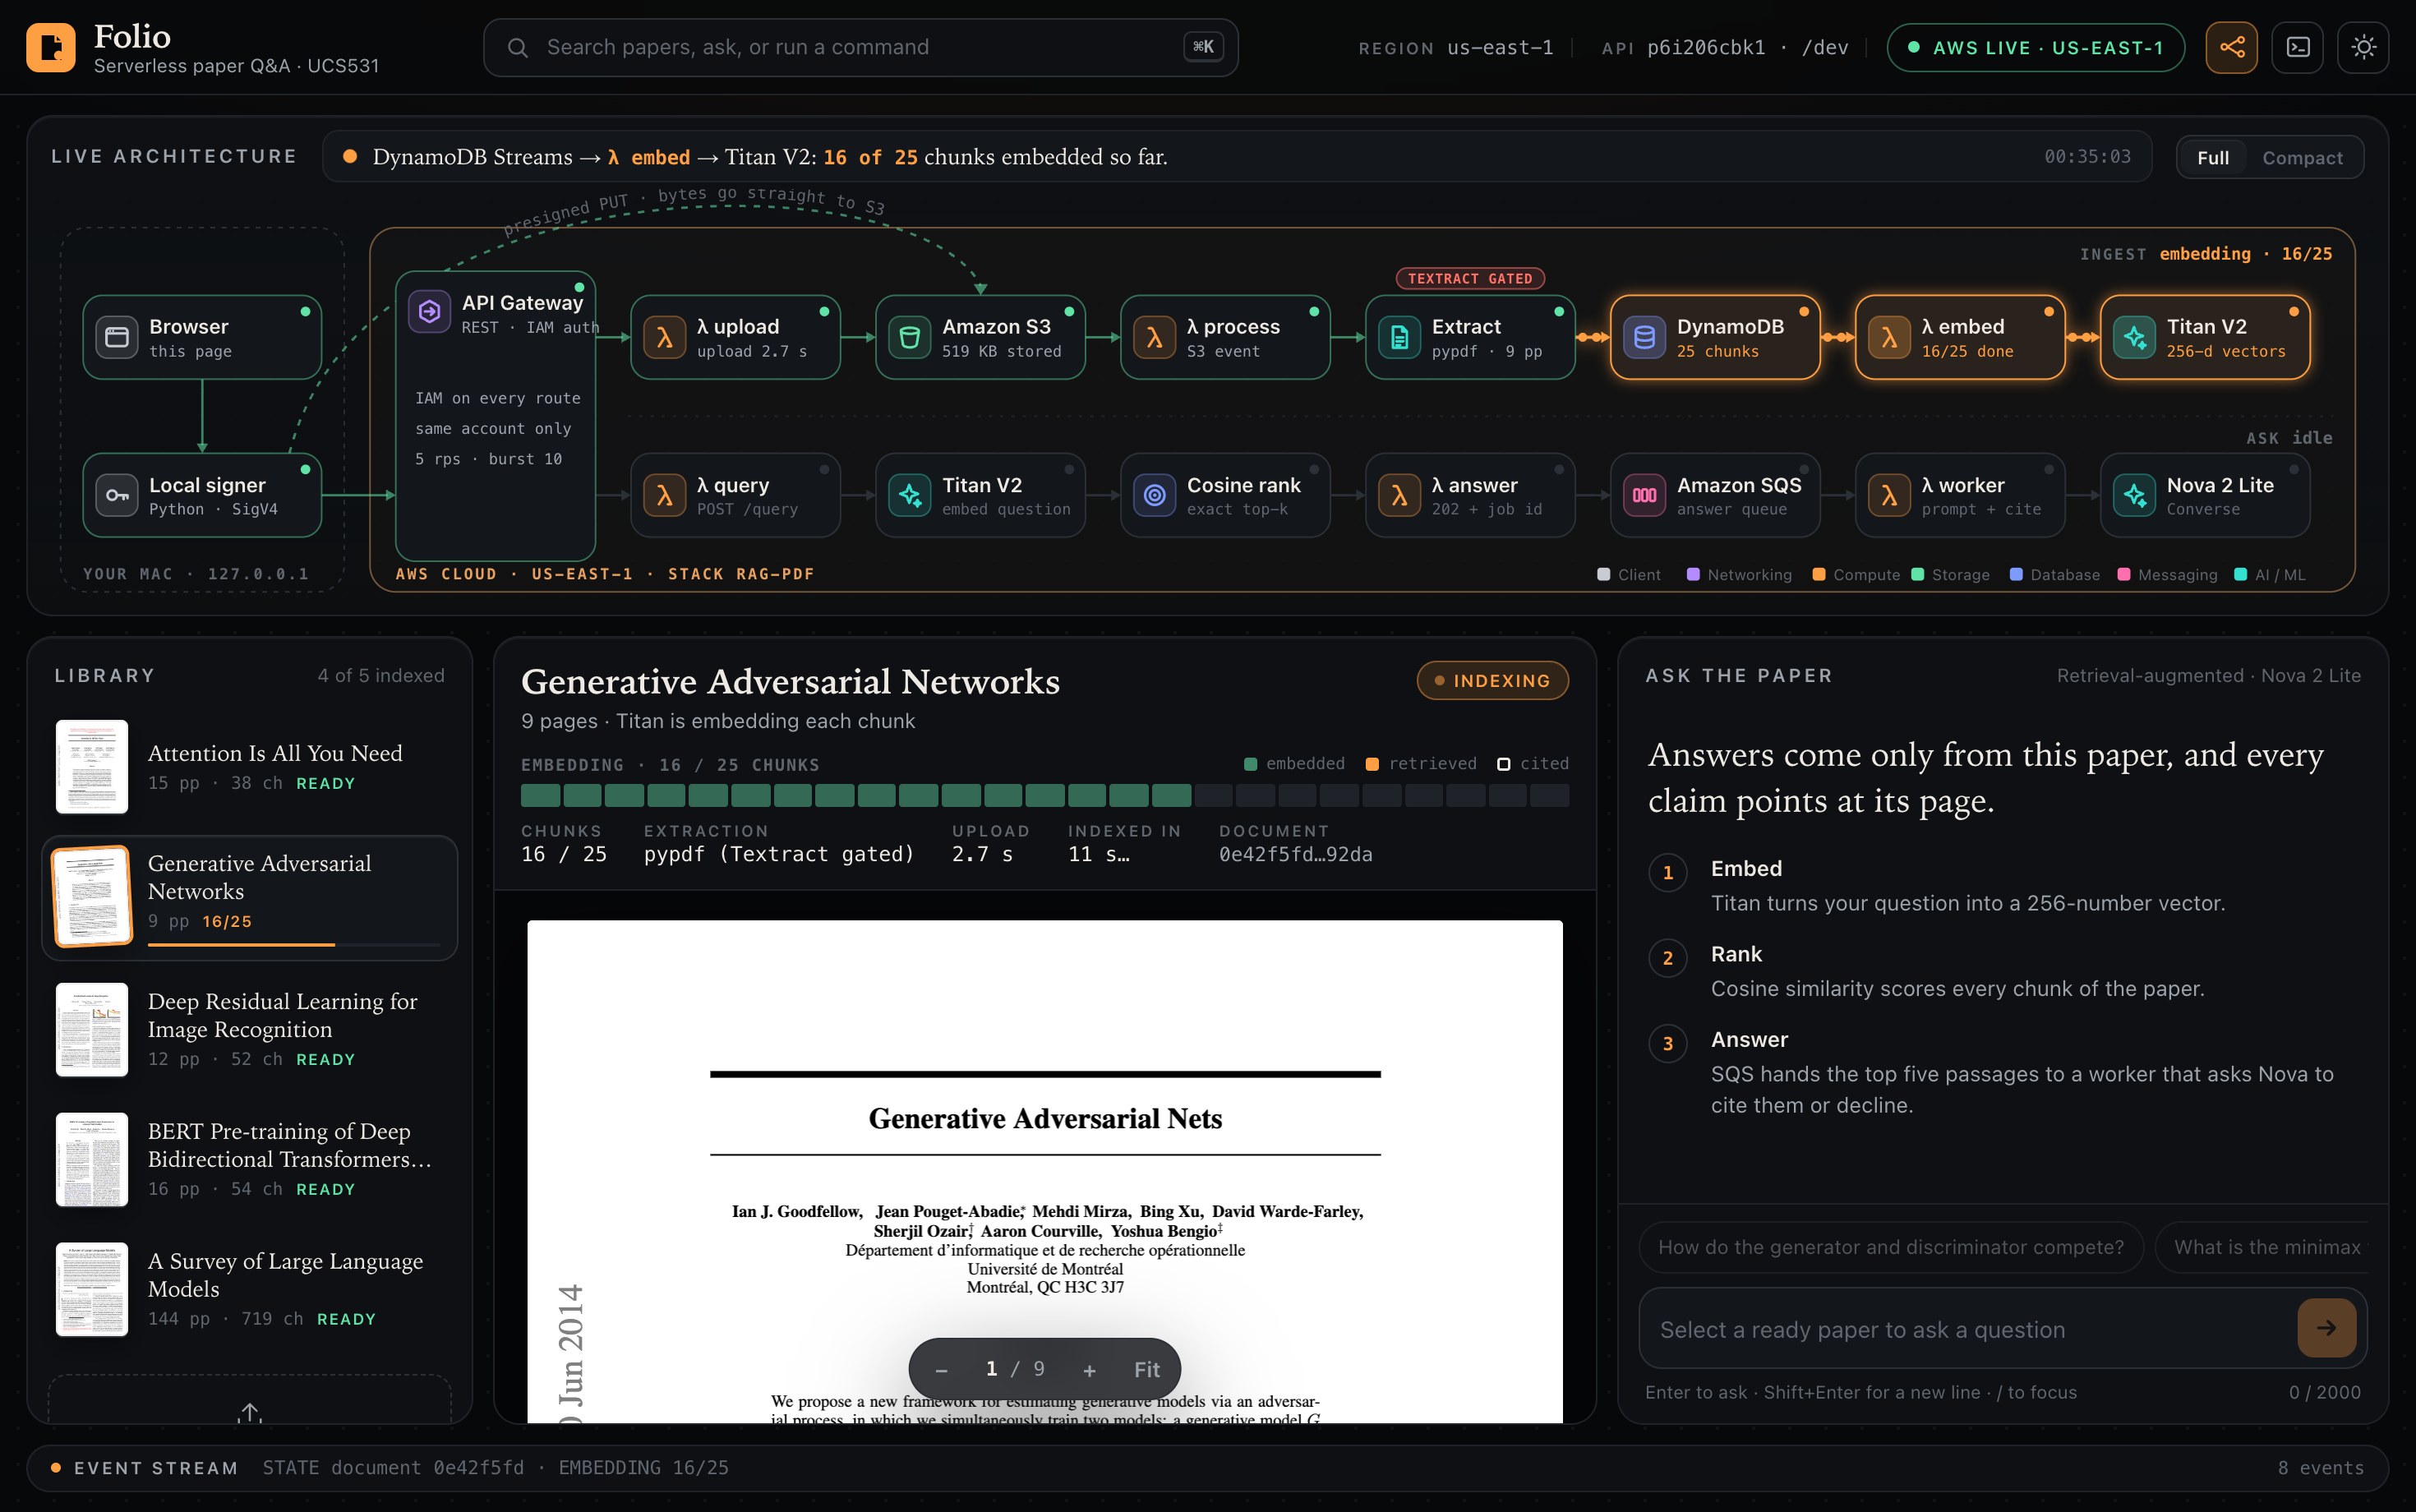 Folio
Serverless paper Q&A · UCS531
Search papers, ask, or run a command
⌘K
REGION us-east-1
API p6i206cbk1 · /dev
AWS LIVE · US-EAST-1
LIVE ARCHITECTURE
DynamoDB Streams → λ embed → Titan V2: 16 of 25 chunks embedded so far.
00:35:03
Full
Compact
presigned PUT · bytes go straight to S3
INGEST embedding · 16/25
TEXTRACT GATED
Browser
this page
API Gateway
REST · IAM auth
IAM on every route
same account only
5 rps · burst 10
λ upload
upload 2.7 s
Amazon S3
519 KB stored
λ process
S3 event
Extract
pypdf · 9 pp
DynamoDB
25 chunks
λ embed
16/25 done
Titan V2
256-d vectors
ASK idle
Local signer
Python · SigV4
λ query
POST /query
Titan V2
embed question
Cosine rank
exact top-k
λ answer
202 + job id
Amazon SQS
answer queue
λ worker
prompt + cite
Nova 2 Lite
Converse
YOUR MAC · 127.0.0.1
AWS CLOUD · US-EAST-1 · STACK RAG-PDF
Client
Networking
Compute
Storage
Database
Messaging
AI / ML
LIBRARY
4 of 5 indexed
Attention Is All You Need
15 pp · 38 ch READY
Generative Adversarial
Networks
9 pp 16/25
Deep Residual Learning for
Image Recognition
12 pp · 52 ch READY
BERT Pre-training of Deep
Bidirectional Transformers…
16 pp · 54 ch READY
A Survey of Large Language
Models
144 pp · 719 ch READY
Generative Adversarial Networks
INDEXING
9 pages · Titan is embedding each chunk
EMBEDDING · 16 / 25 CHUNKS
embedded
retrieved
cited
CHUNKS
16 / 25
EXTRACTION
pypdf (Textract gated)
UPLOAD
2.7 s
INDEXED IN
11 s…
DOCUMENT
0e42f5fd…92da
Generative Adversarial Nets
Ian J. Goodfellow, Jean Pouget-Abadie,* Mehdi Mirza, Bing Xu, David Warde-Farley,
Sherjil Ozair,† Aaron Courville, Yoshua Bengio‡
Département d'informatique et de recherche opérationnelle
Université de Montréal
Montréal, QC H3C 3J7
Jun 2014
− 1 / 9 + Fit
We propose a new framework for estimating generative models via an adversar-
ial process, in which we simultaneously train two models: a generative model G
ASK THE PAPER
Retrieval-augmented · Nova 2 Lite
Answers come only from this paper, and every
claim points at its page.
1
Embed
Titan turns your question into a 256-number vector.
2
Rank
Cosine similarity scores every chunk of the paper.
3
Answer
SQS hands the top five passages to a worker that asks Nova to
cite them or decline.
How do the generator and discriminator compete?
What is the minimax
Select a ready paper to ask a question
Enter to ask · Shift+Enter for a new line · / to focus
0 / 2000
EVENT STREAM
STATE document 0e42f5fd · EMBEDDING 16/25
8 events